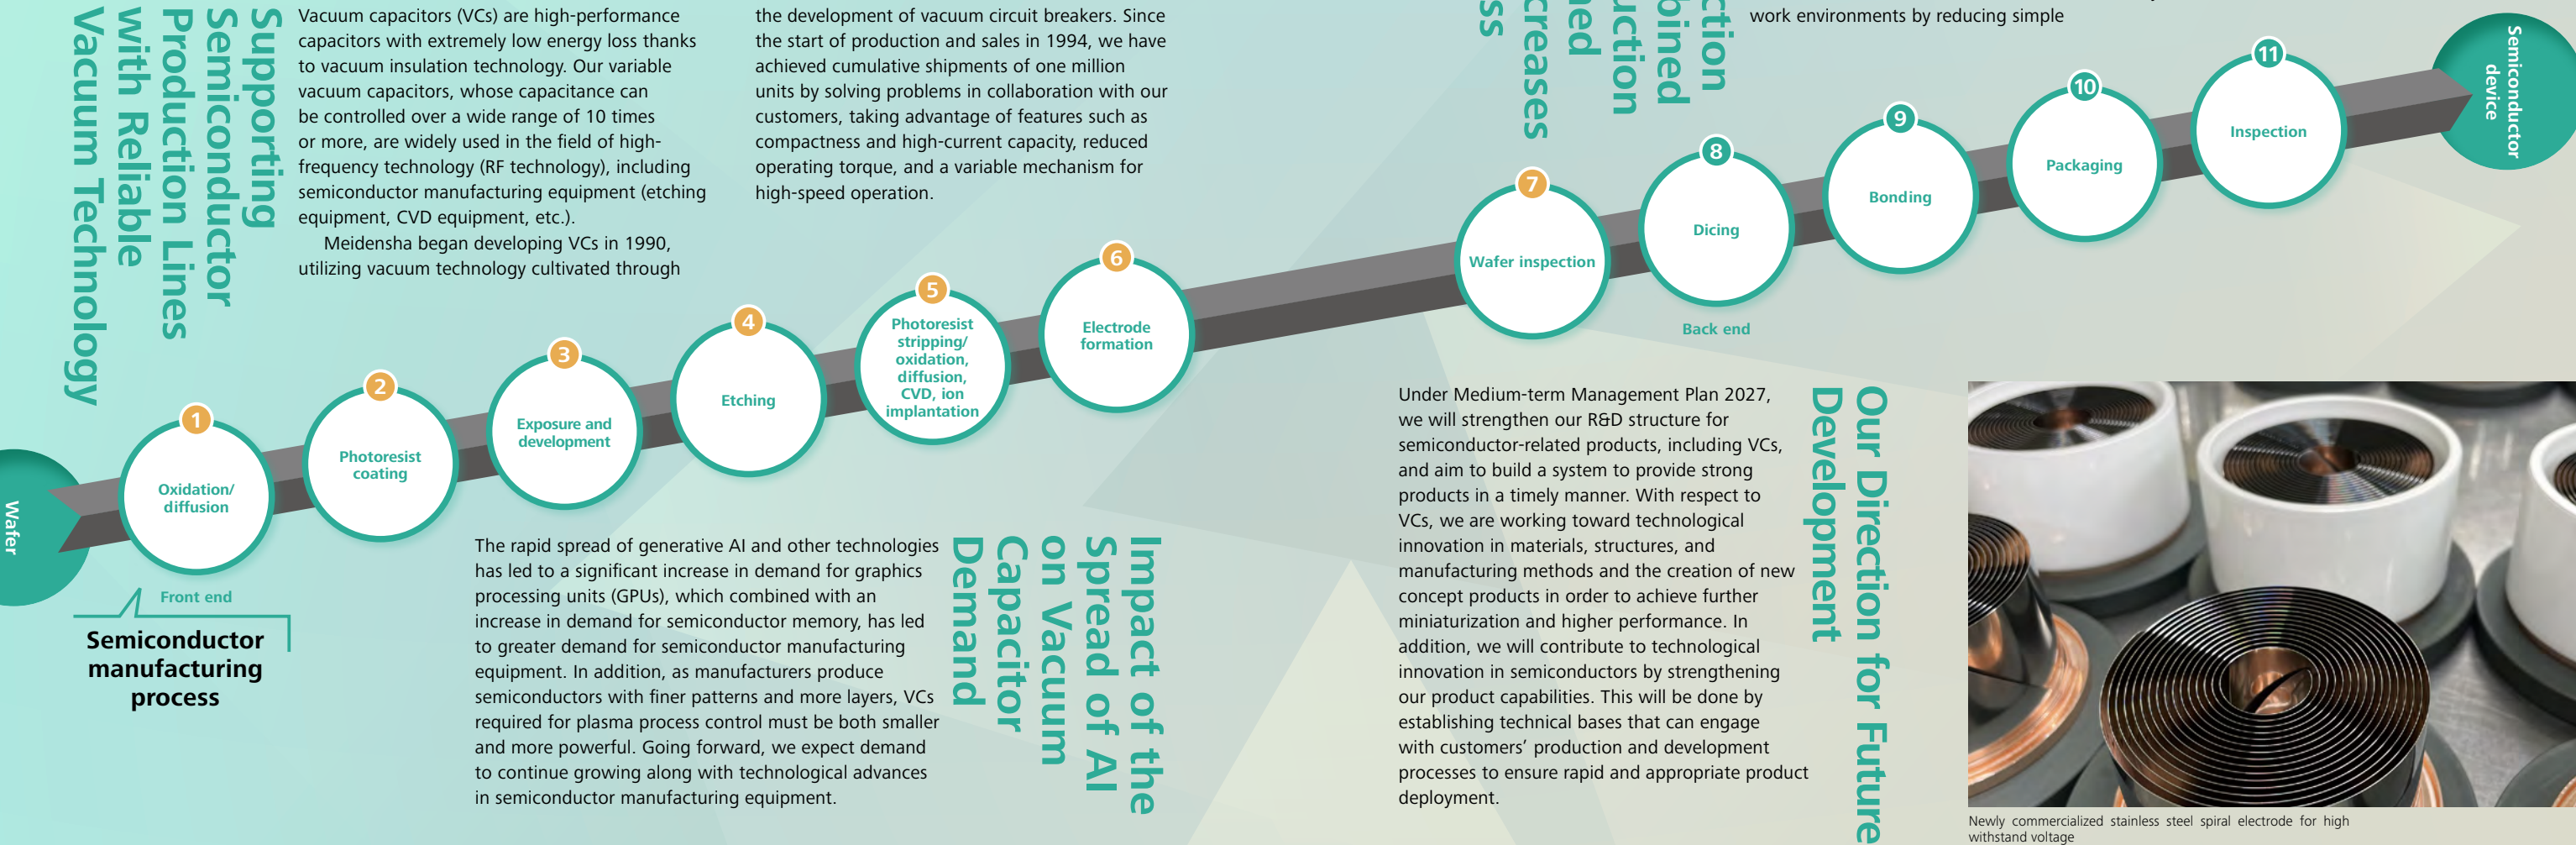 Supporting
Semiconductor
Production Lines
with Reliable
Vacuum Technology
Vacuum capacitors (VCs) are high-performance
capacitors with extremely low energy loss thanks
to vacuum insulation technology. Our variable
vacuum capacitors, whose capacitance can
be controlled over a wide range of 10 times
or more, are widely used in the field of high-
frequency technology (RF technology), including
semiconductor manufacturing equipment (etching
equipment, CVD equipment, etc.).
Meidensha began developing VCs in 1990,
utilizing vacuum technology cultivated through
the development of vacuum circuit breakers. Since
the start of production and sales in 1994, we have
achieved cumulative shipments of one million
units by solving problems in collaboration with our
customers, taking advantage of features such as
compactness and high-current capacity, reduced
operating torque, and a variable mechanism for
high-speed operation.
work environments by reducing simple
Wafer
1
Oxidation/
diffusion
2
Photoresist
coating
3
Exposure and
development
4
Etching
5
Photoresist
stripping/
oxidation,
diffusion,
CVD, ion
implantation
6
Electrode
formation
7
Wafer inspection
8
Dicing
9
Bonding
10
Packaging
11
Inspection
Semiconductor
device
Front end
Back end
Semiconductor
manufacturing
process
Impact of the
Spread of AI
on Vacuum
Capacitor
Demand
The rapid spread of generative AI and other technologies
has led to a significant increase in demand for graphics
processing units (GPUs), which combined with an
increase in demand for semiconductor memory, has led
to greater demand for semiconductor manufacturing
equipment. In addition, as manufacturers produce
semiconductors with finer patterns and more layers, VCs
required for plasma process control must be both smaller
and more powerful. Going forward, we expect demand
to continue growing along with technological advances
in semiconductor manufacturing equipment.
Our Direction for Future
Development
Under Medium-term Management Plan 2027,
we will strengthen our R&D structure for
semiconductor-related products, including VCs,
and aim to build a system to provide strong
products in a timely manner. With respect to
VCs, we are working toward technological
innovation in materials, structures, and
manufacturing methods and the creation of new
concept products in order to achieve further
miniaturization and higher performance. In
addition, we will contribute to technological
innovation in semiconductors by strengthening
our product capabilities. This will be done by
establishing technical bases that can engage
with customers' production and development
processes to ensure rapid and appropriate product
deployment.
Newly commercialized stainless steel spiral electrode for high
withstand voltage